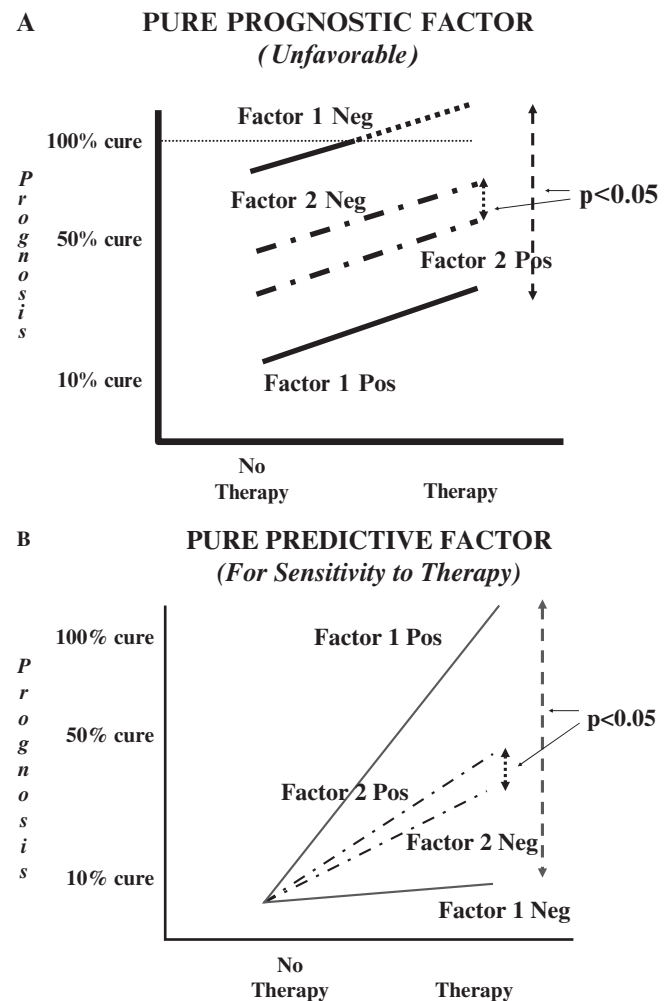 A
PURE PROGNOSTIC FACTOR
(Unfavorable)
Factor 1 Neg
100% cure
Prognosis
Factor 2 Neg
p<0.05
50% cure
Factor 2 Pos
10% cure
Factor 1 Pos
No
Therapy
Therapy
B
PURE PREDICTIVE FACTOR
(For Sensitivity to Therapy)
100% cure
Factor 1 Pos
Prognosis
p<0.05
50% cure
Factor 2 Pos
Factor 2 Neg
10% cure
Factor 1 Neg
No
Therapy
Therapy